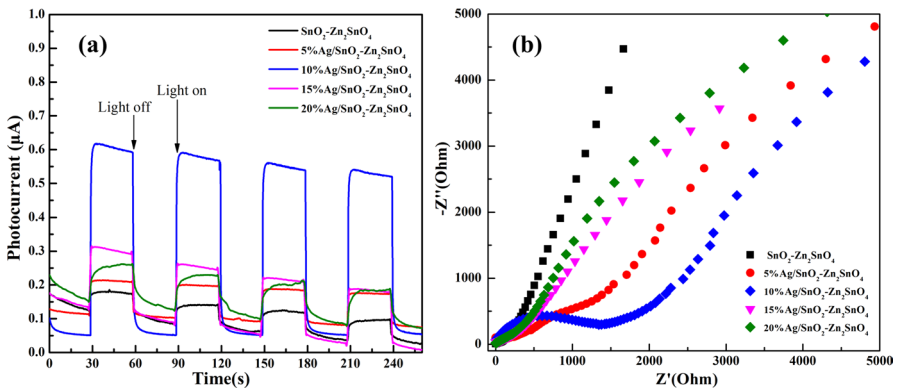 (a)
SnO2-Zn2SnO4
5%Ag/SnO2-Zn2SnO4
10%Ag/SnO2-Zn2SnO4
15%Ag/SnO2-Zn2SnO4
20%Ag/SnO2-Zn2SnO4
Light off
Light on
Photocurrent (μA)
1.0
0.9
0.8
0.7
0.6
0.5
0.4
0.3
0.2
0.1
0.0
0 30 60 90 120 150 180 210 240
Time(s)
(b)
-Z''(Ohm)
5000
4000
3000
2000
1000
0
SnO2-Zn2SnO4
5%Ag/SnO2-Zn2SnO4
10%Ag/SnO2-Zn2SnO4
15%Ag/SnO2-Zn2SnO4
20%Ag/SnO2-Zn2SnO4
0 1000 2000 3000 4000 5000
Z'(Ohm)